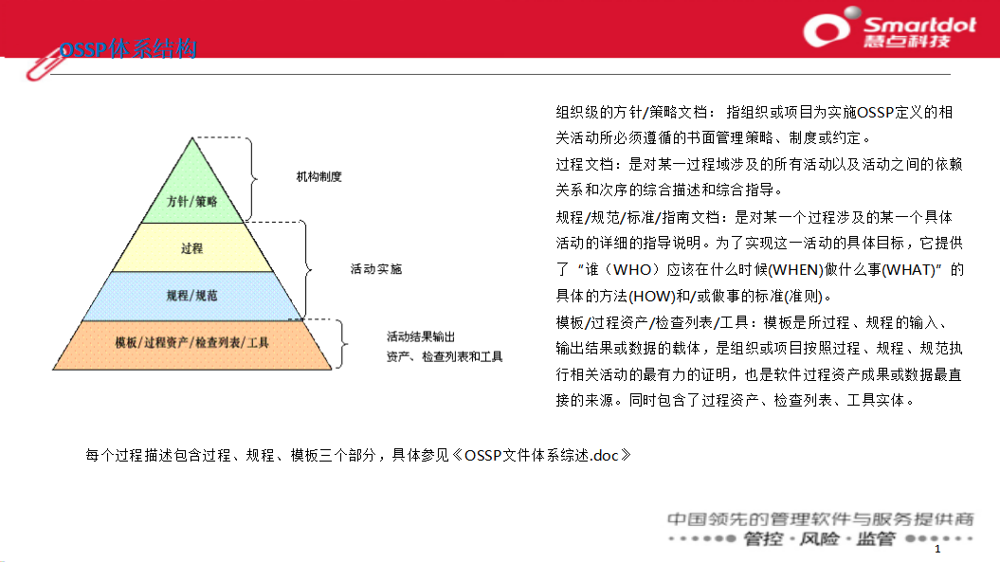 Smartdot
慧点科技
OSSP体系结构
方针/策略
过程
规程/规范
模板/过程资产/检查列表/工具
机构制度
活动实施
活动结果输出
资产、检查列表和工具
组织级的方针/策略文档： 指组织或项目为实施OSSP定义的相
关活动所必须遵循的书面管理策略、制度或约定。
过程文档：是对某一过程域涉及的所有活动以及活动之间的依赖
关系和次序的综合描述和综合指导。
规程/规范/标准/指南文档：是对某一个过程涉及的某一个具体
活动的详细的指导说明。为了实现这一活动的具体目标，它提供
了“谁（WHO）应该在什么时候(WHEN)做什么事(WHAT)”的
具体的方法(HOW)和/或做事的标准(准则)。
模板/过程资产/检查列表/工具：模板是所过程、规程的输入、
输出结果或数据的载体，是组织或项目按照过程、规程、规范执
行相关活动的最有力的证明，也是软件过程资产成果或数据最直
接的来源。同时包含了过程资产、检查列表、工具实体。
每个过程描述包含过程、规程、模板三个部分，具体参见《OSSP文件体系综述.doc》
中国领先的管理软件与服务提供商
管控·风险·监管
1